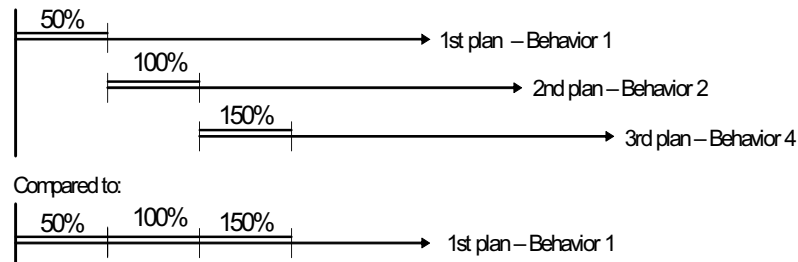 50%
1st plan – Behavior 1
100%
2nd plan – Behavior 2
150%
3rd plan – Behavior 4
Compared to:
50% 100% 150%
1st plan – Behavior 1